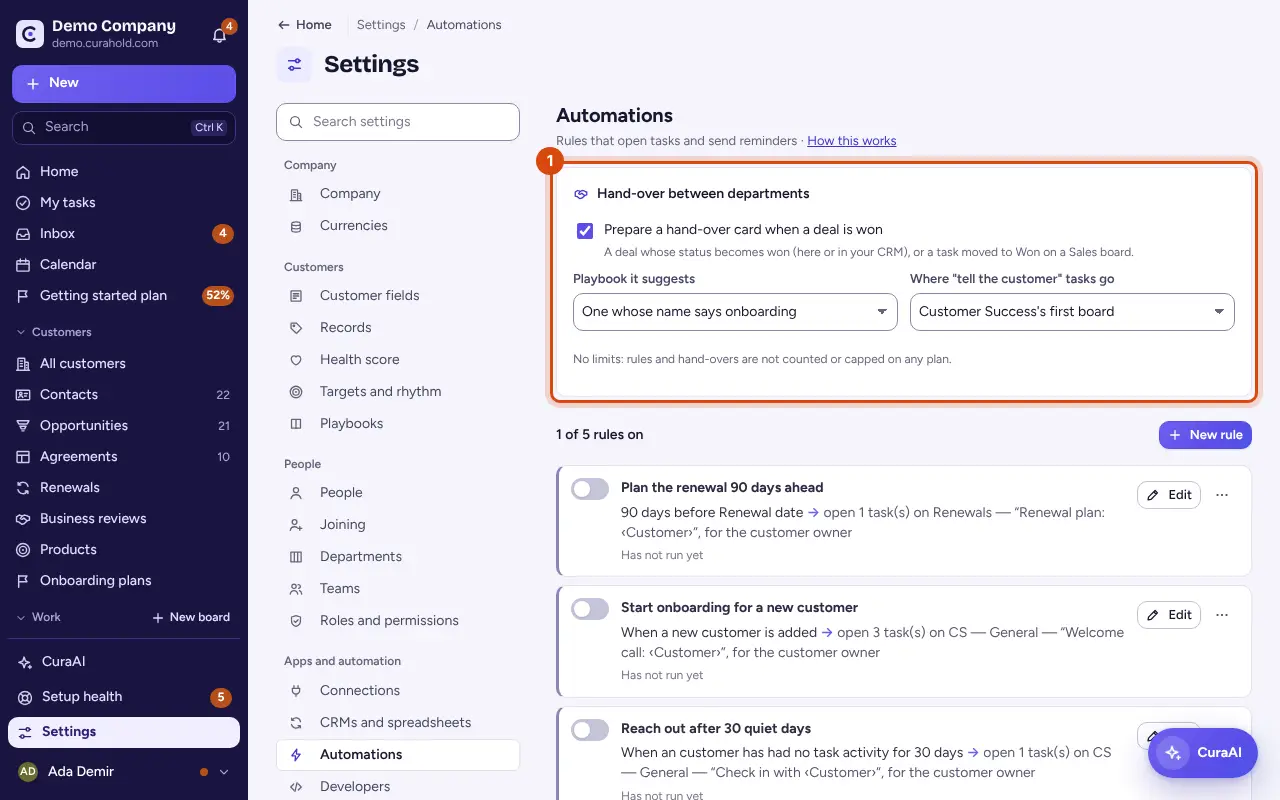 Demo Company
demo.curahold.com
4
New
Search
Ctrl K
Home
My tasks
Inbox
4
Calendar
Getting started plan
52%
Customers
All customers
Contacts
22
Opportunities
21
Agreements
10
Renewals
Business reviews
Products
Onboarding plans
Work
New board
CuraAI
Setup health
5
Settings
AD
Ada Demir
Home
Settings / Automations
Settings
Search settings
Company
Company
Currencies
Customers
Customer fields
Records
Health score
Targets and rhythm
Playbooks
People
People
Joining
Departments
Teams
Roles and permissions
Apps and automation
Connections
CRMs and spreadsheets
Automations
Developers
Automations
Rules that open tasks and send reminders · How this works
1
Hand-over between departments
Prepare a hand-over card when a deal is won
A deal whose status becomes won (here or in your CRM), or a task moved to Won on a Sales board.
Playbook it suggests
One whose name says onboarding
Where "tell the customer" tasks go
Customer Success's first board
No limits: rules and hand-overs are not counted or capped on any plan.
1 of 5 rules on
New rule
Plan the renewal 90 days ahead
90 days before Renewal date → open 1 task(s) on Renewals — “Renewal plan:
‹Customer›”, for the customer owner
Has not run yet
Edit
Start onboarding for a new customer
When a new customer is added → open 3 task(s) on CS — General — “Welcome
call: ‹Customer›”, for the customer owner
Has not run yet
Edit
Reach out after 30 quiet days
When an customer has had no task activity for 30 days → open 1 task(s) on CS
— General — “Check in with ‹Customer›”, for the customer owner
Has not run yet
CuraAI